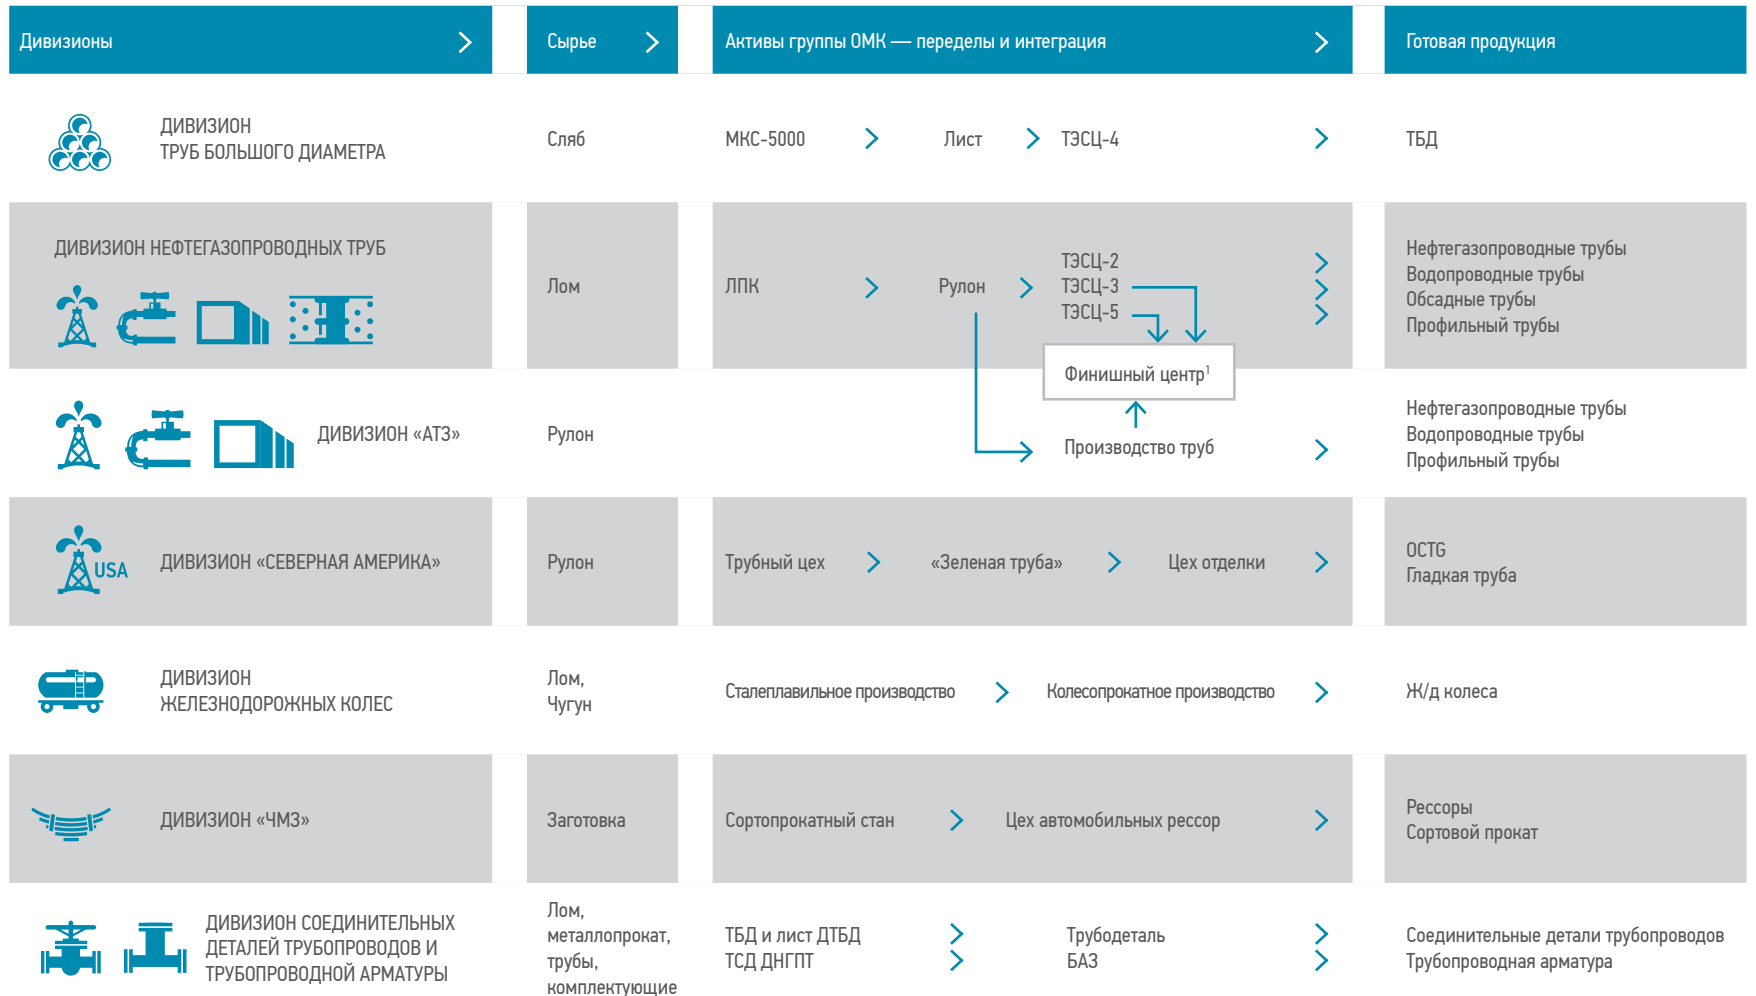 Дивизионы
Сырье
Активы группы ОМК — переделы и интеграция
Готовая продукция
ДИВИЗИОН
ТРУБ БОЛЬШОГО ДИАМЕТРА
Сляб
МКС-5000
Лист
ТЭСЦ-4
ТБД
ДИВИЗИОН НЕФТЕГАЗОПРОВОДНЫХ ТРУБ
Лом
ЛПК
Рулон
ТЭСЦ-2
ТЭСЦ-3
ТЭСЦ-5
Финишный центр¹
Нефтегазопроводные трубы
Водопроводные трубы
Обсадные трубы
Профильный трубы
ДИВИЗИОН «АТЗ»
Рулон
Производство труб
Нефтегазопроводные трубы
Водопроводные трубы
Профильный трубы
USA
ДИВИЗИОН «СЕВЕРНАЯ АМЕРИКА»
Рулон
Трубный цех
«Зеленая труба»
Цех отделки
OCTG
Гладкая труба
ДИВИЗИОН
ЖЕЛЕЗНОДОРОЖНЫХ КОЛЕС
Лом,
Чугун
Сталеплавильное производство
Колесопрокатное производство
Ж/д колеса
ДИВИЗИОН «ЧМЗ»
Заготовка
Сортопрокатный стан
Цех автомобильных рессор
Рессоры
Сортовой прокат
ДИВИЗИОН СОЕДИНИТЕЛЬНЫХ
ДЕТАЛЕЙ ТРУБОПРОВОДОВ И
ТРУБОПРОВОДНОЙ АРМАТУРЫ
Лом,
металлопрокат,
трубы,
комплектующие
ТБД и лист ДТБД
ТСД ДНГПТ
Трубодеталь
БАЗ
Соединительные детали трубопроводов
Трубопроводная арматура